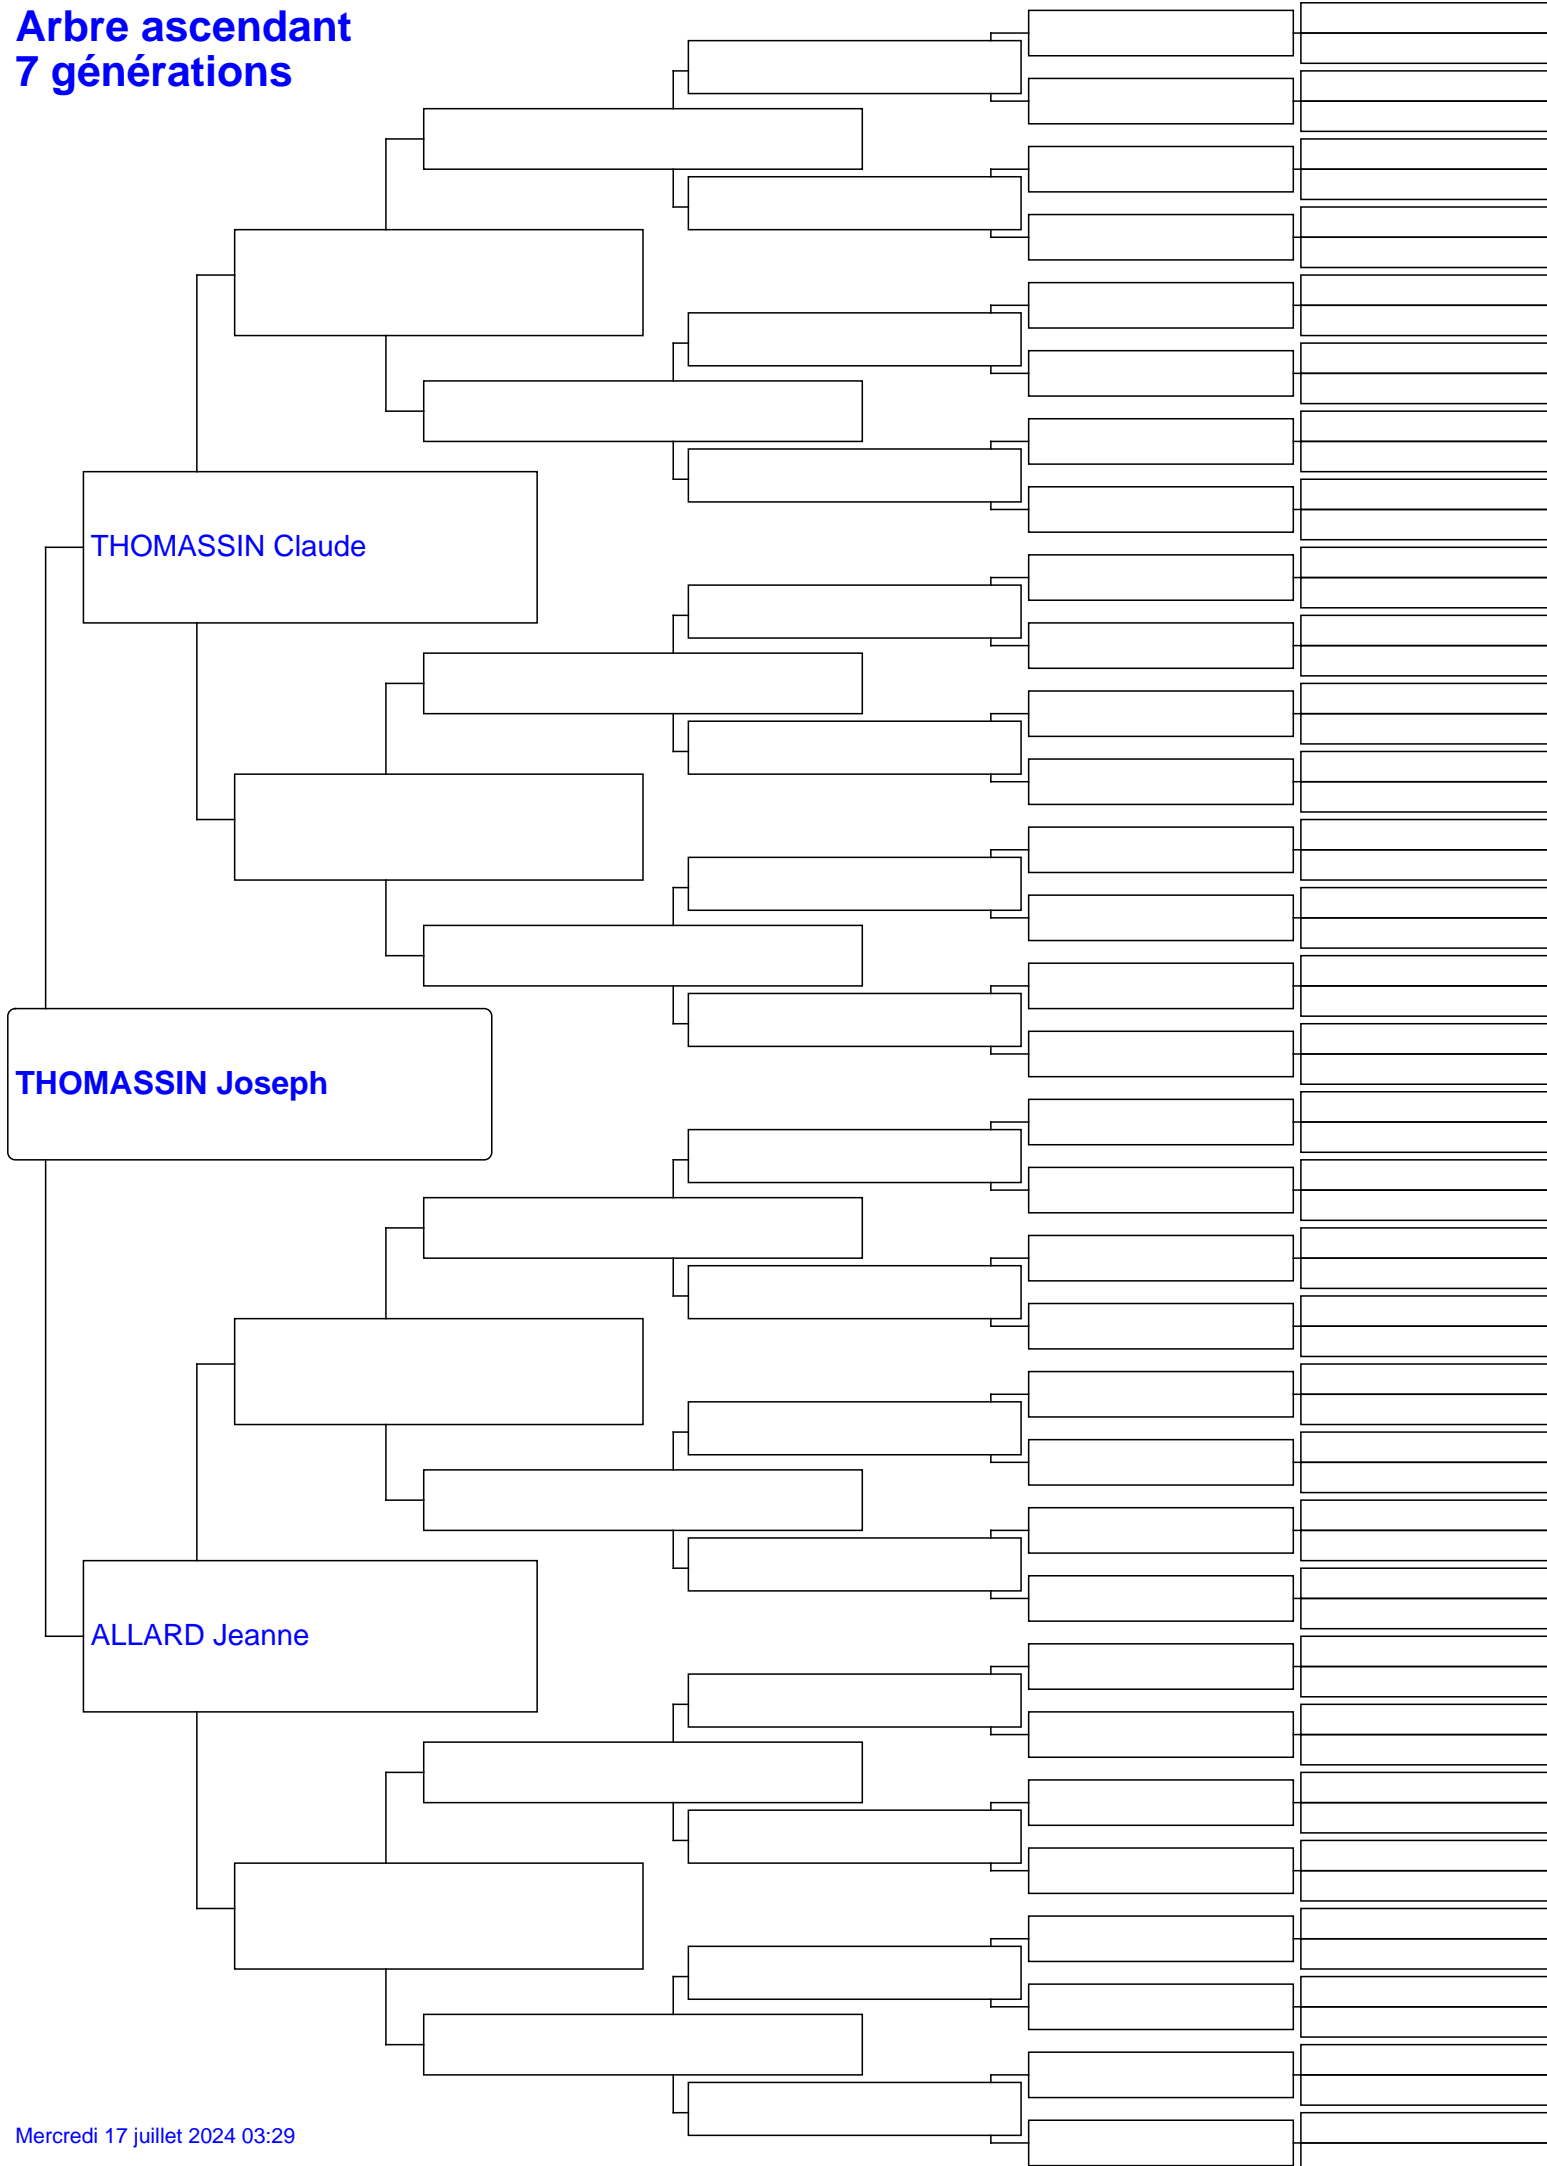 Arbre ascendant
7 générations
THOMASSIN Claude
THOMASSIN Joseph
ALLARD Jeanne
Mercredi 17 juillet 2024 03:29